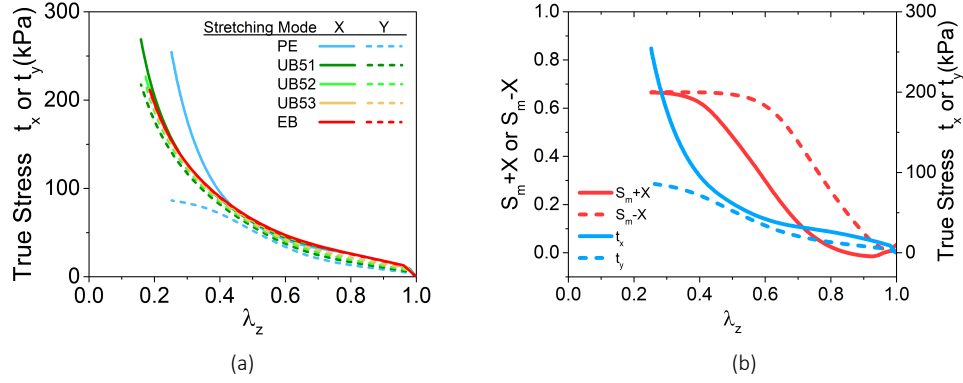 Stretching Mode X Y
PE
UB51
UB52
UB53
EB
True Stress t_x or t_y(kPa)
300
200
100
0
0.0 0.2 0.4 0.6 0.8 1.0
λ_z
(a)
S_m+X or S_m-X
1.0
0.8
0.6
0.4
0.2
0.0
S_m+X
S_m-X
t_x
t_y
300
200
100
0
True Stress t_x or t_y(kPa)
0.0 0.2 0.4 0.6 0.8 1.0
λ_z
(b)